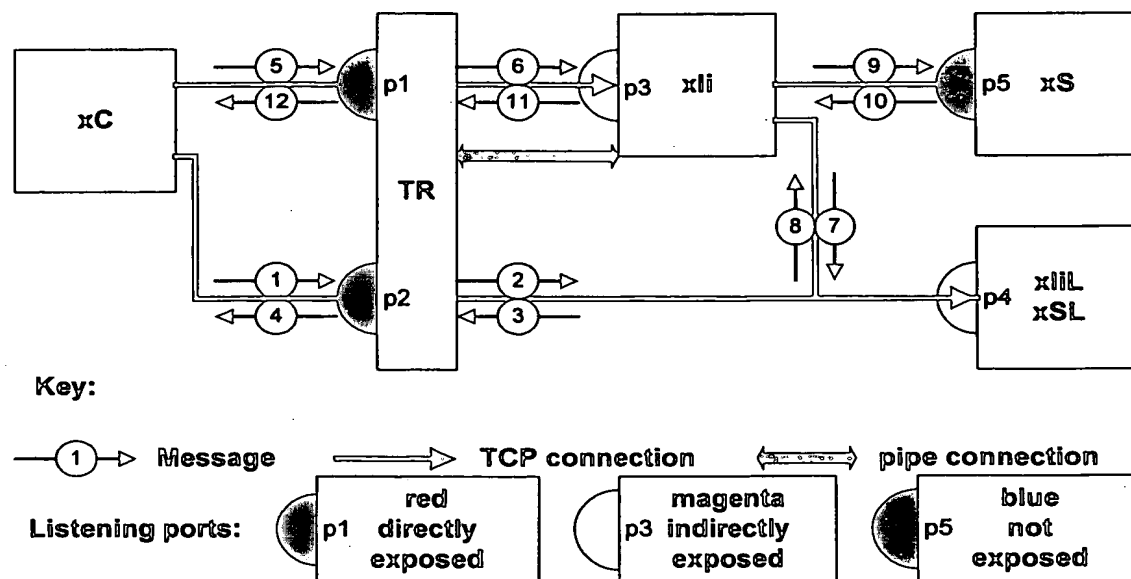 5
6
9
12
p1
11
p3
xIi
10
p5
xS
xC
TR
8
7
1
2
4
p2
3
p4
xIiL
xSL
Key:
1
Message
TCP connection
pipe connection
Listening ports:
p1
red
directly
exposed
p3
magenta
indirectly
exposed
p5
blue
not
exposed